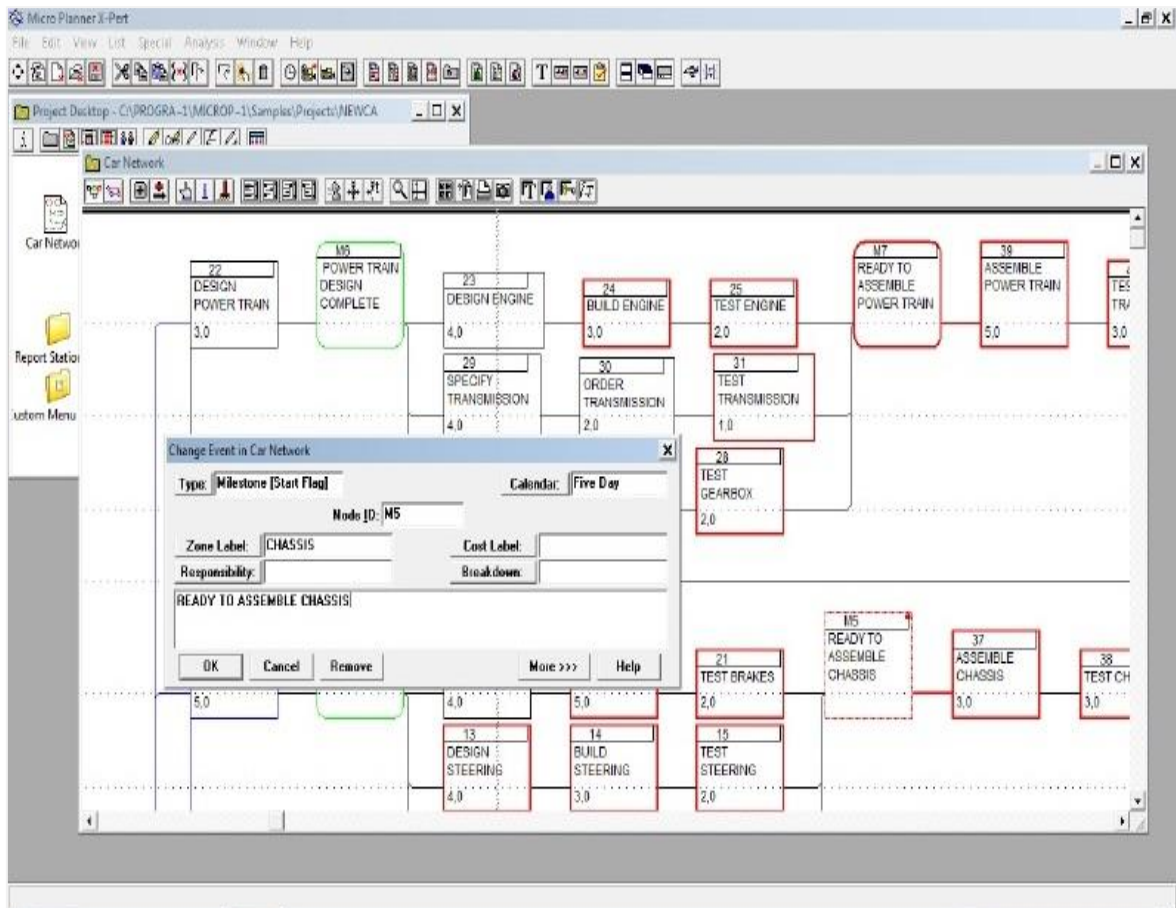 Micro Planner X-Pert
File Edit View List Special Analysis Window Help
Project Desktop - C:\PROGRA~1\MICROP~1\Samples\Projects\NEWCA
Car Network
Car Netwo
Report Statio
ustom Menu
22
DESIGN
POWER TRAIN
3,0
M6
POWER TRAIN
DESIGN
COMPLETE
23
DESIGN ENGINE
4,0
24
BUILD ENGINE
3,0
25
TEST ENGINE
2,0
M7
READY TO
ASSEMBLE
POWER TRAIN
39
ASSEMBLE
POWER TRAIN
5,0
TES
TRA
3,0
29
SPECIFY
TRANSMISSION
4,0
30
ORDER
TRANSMISSION
2,0
31
TEST
TRANSMISSION
1,0
28
TEST
GEARBOX
2,0
Change Event in Car Network
Type: Milestone [Start Flag] Calendar: Five Day
Node ID: M5
Zone Label: CHASSIS Cost Label:
Responsibility: Breakdown:
READY TO ASSEMBLE CHASSIS
OK Cancel Remove More >>> Help
5,0
4,0
5,0
21
TEST BRAKES
2,0
M5
READY TO
ASSEMBLE
CHASSIS
37
ASSEMBLE
CHASSIS
3,0
38
TEST CH
3,0
13
DESIGN
STEERING
4,0
14
BUILD
STEERING
3,0
15
TEST
STEERING
2,0